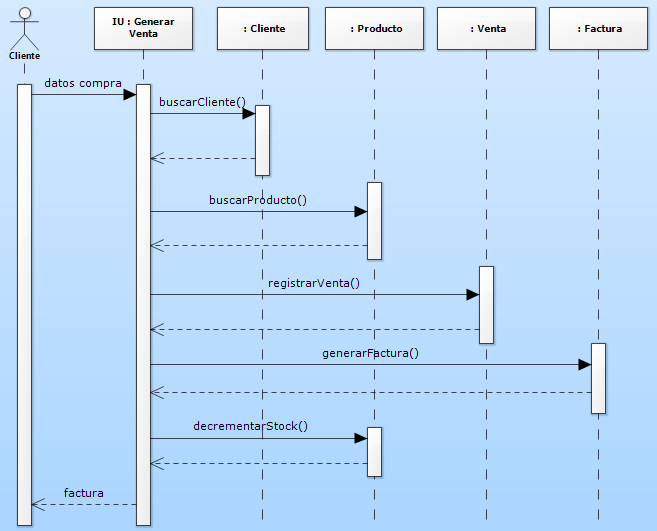 IU : Generar
Venta
: Cliente
: Producto
: Venta
: Factura
Cliente
datos compra
buscarCliente()
buscarProducto()
registrarVenta()
generarFactura()
decrementarStock()
factura